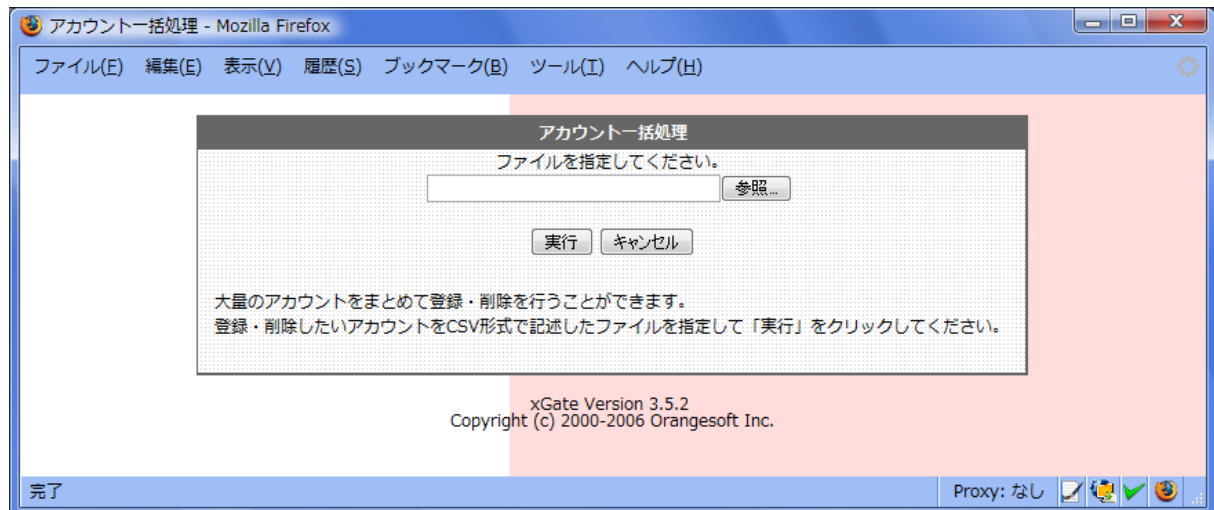 アカウント一括処理 - Mozilla Firefox
ファイル(F) 編集(E) 表示(V) 履歴(S) ブックマーク(B) ツール(T) ヘルプ(H)
アカウント一括処理
ファイルを指定してください。
参照...
実行 キャンセル
大量のアカウントをまとめて登録・削除を行うことができます。
登録・削除したいアカウントをCSV形式で記述したファイルを指定して「実行」をクリックしてください。
xGate Version 3.5.2
Copyright (c) 2000-2006 Orangesoft Inc.
完了 Proxy: なし